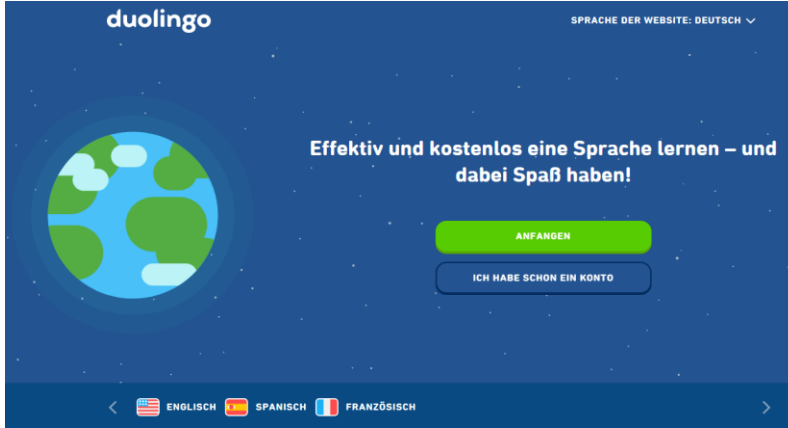 duolingo
SPRACHE DER WEBSITE: DEUTSCH
Effektiv und kostenlos eine Sprache lernen – und
dabei Spaß haben!
ANFANGEN
ICH HABE SCHON EIN KONTO
ENGLISCH SPANISCH FRANZÖSISCH